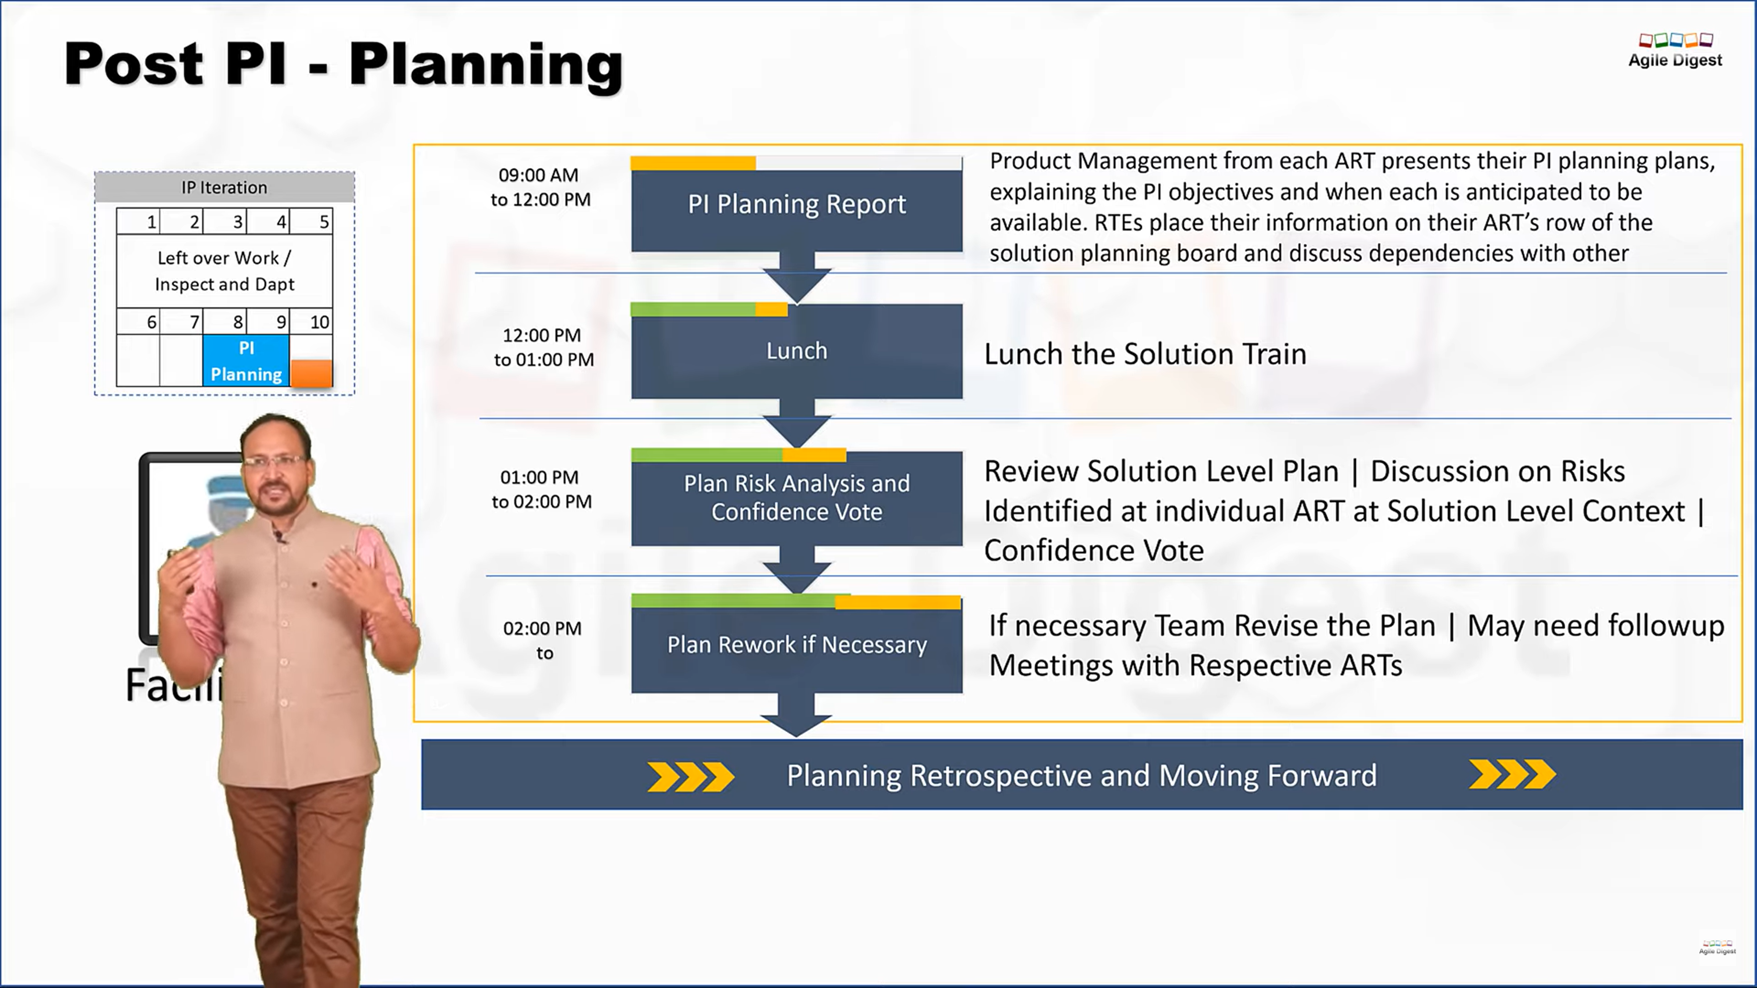 Post PI - Planning
Agile Digest
IP Iteration
1 2 3 4 5
Left over Work /
Inspect and Dapt
6 7 8 9 10
PI
Planning
Facili
09:00 AM
to 12:00 PM
PI Planning Report
Product Management from each ART presents their PI planning plans,
explaining the PI objectives and when each is anticipated to be
available. RTEs place their information on their ART’s row of the
solution planning board and discuss dependencies with other
12:00 PM
to 01:00 PM
Lunch
Lunch the Solution Train
01:00 PM
to 02:00 PM
Plan Risk Analysis and
Confidence Vote
Review Solution Level Plan | Discussion on Risks
Identified at individual ART at Solution Level Context |
Confidence Vote
02:00 PM
to
Plan Rework if Necessary
If necessary Team Revise the Plan | May need followup
Meetings with Respective ARTs
Planning Retrospective and Moving Forward
Agile Digest
Agile Digest